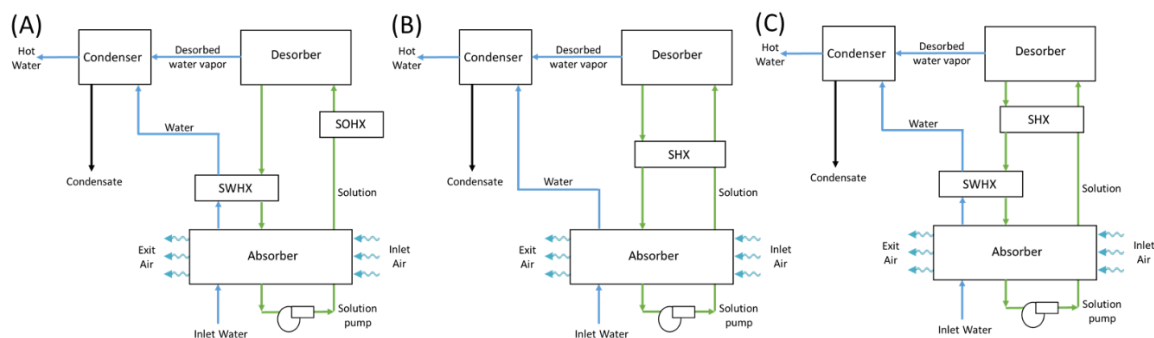 (A)
Hot
Water
Condenser
Desorbed
water vapor
Desorber
SOHX
Water
Condensate
SWHX
Solution
Exit
Air
Absorber
Inlet
Air
Inlet Water
Solution
pump
(B)
Hot
Water
Condenser
Desorbed
water vapor
Desorber
SHX
Condensate
Water
Solution
Exit
Air
Absorber
Inlet
Air
Inlet Water
Solution
pump
(C)
Hot
Water
Condenser
Desorbed
water vapor
Desorber
SHX
Water
Condensate
SWHX
Solution
Exit
Air
Absorber
Inlet
Air
Inlet Water
Solution
pump